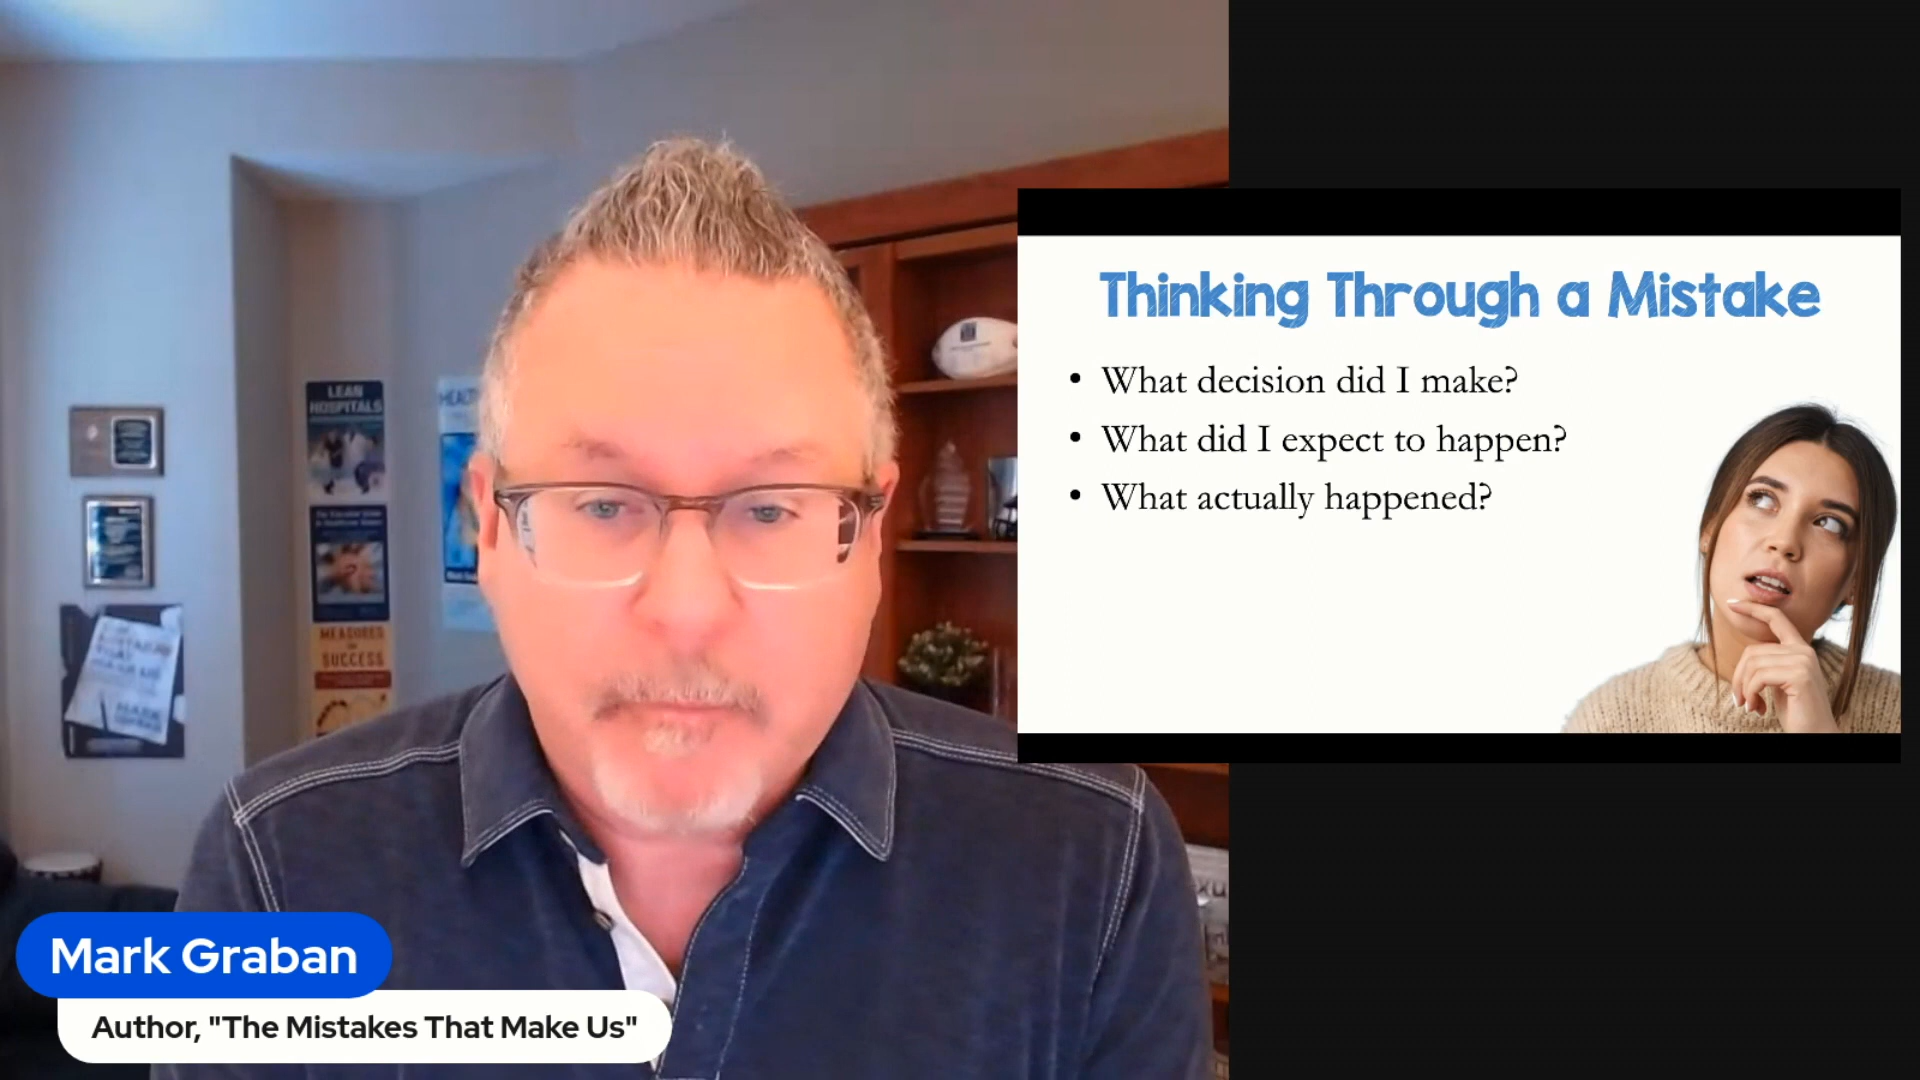 LEAN
HOSPITALS
MEASURES
OF
SUCCESS
Thinking Through a Mistake
• What decision did I make?
• What did I expect to happen?
• What actually happened?
Mark Graban
Author, "The Mistakes That Make Us"